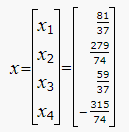 x = [x₁ x₂ x₃ x₄] = [81/37 279/74 59/37 -315/74]